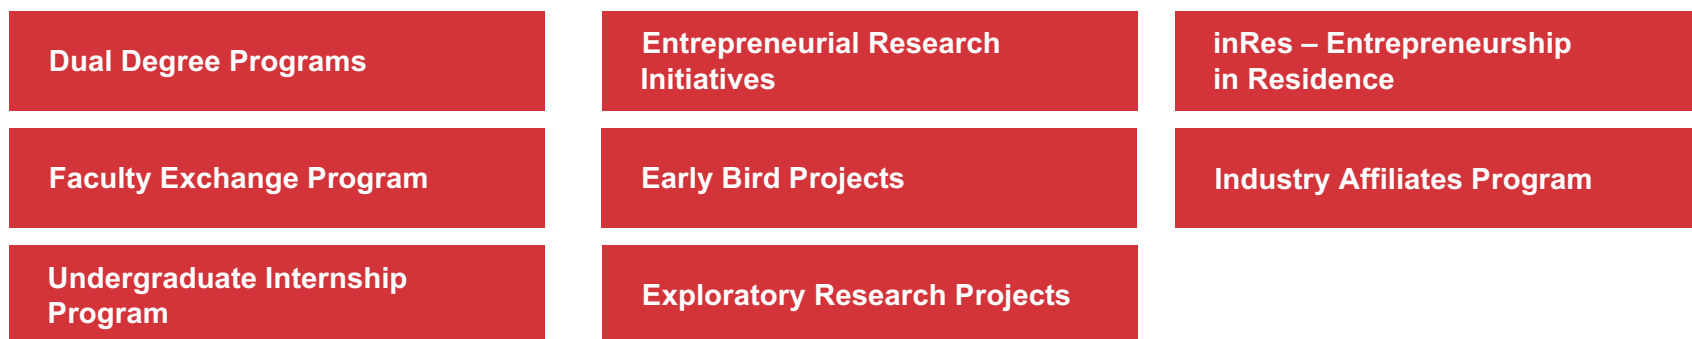 Dual Degree Programs
Entrepreneurial Research
Initiatives
inRes – Entrepreneurship
in Residence
Faculty Exchange Program
Early Bird Projects
Industry Affiliates Program
Undergraduate Internship
Program
Exploratory Research Projects